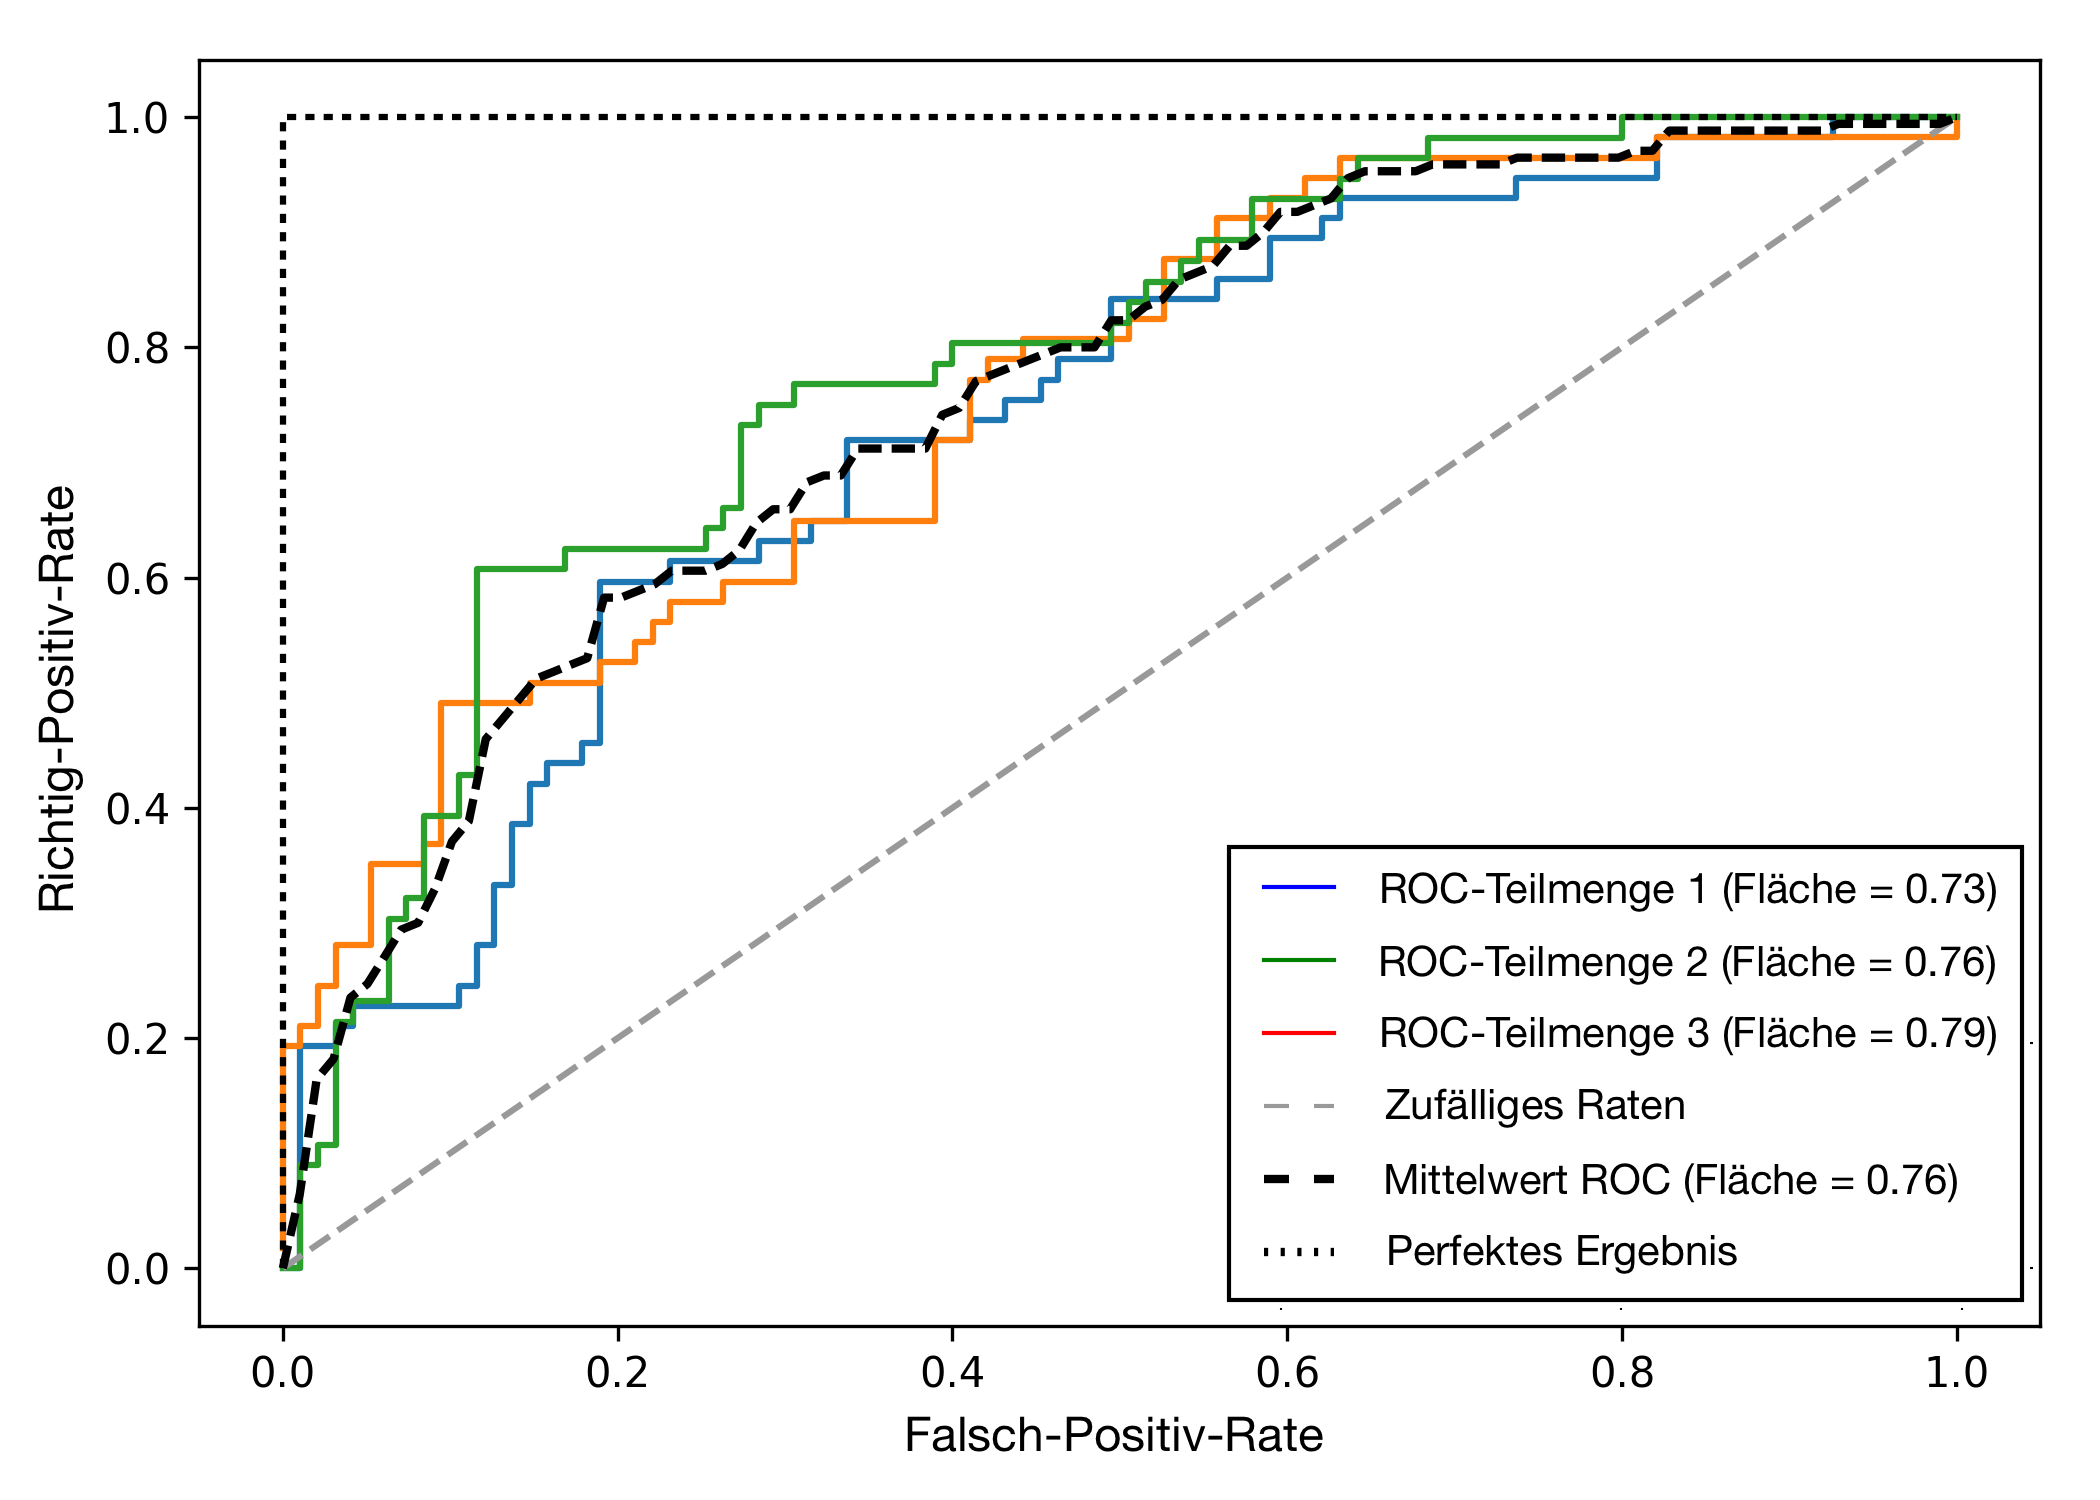 1.0
0.8
0.6
0.4
0.2
0.0
Richtig-Positiv-Rate
ROC-Teilmenge 1 (Fläche = 0.73)
ROC-Teilmenge 2 (Fläche = 0.76)
ROC-Teilmenge 3 (Fläche = 0.79)
Zufälliges Raten
Mittelwert ROC (Fläche = 0.76)
Perfektes Ergebnis
0.0 0.2 0.4 0.6 0.8 1.0
Falsch-Positiv-Rate